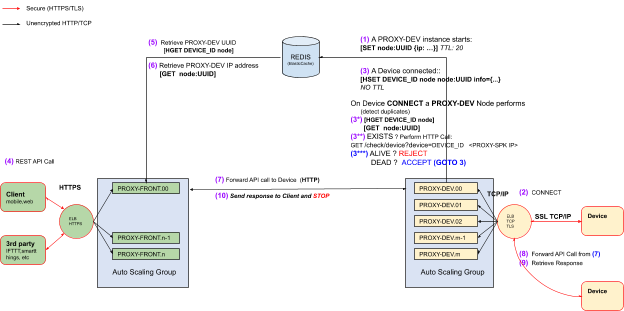 Secure (HTTPS/TLS)
Unencrypted HTTP/TCP
(5) Retrieve PROXY-DEV UUID
[HGET DEVICE_ID node]
(6) Retrieve PROXY-DEV IP address
[GET node:UUID]
REDIS
(ElastiCache)
(1) A PROXY-DEV instance starts:
[SET node:UUID {ip: ...}] TTL: 20
(3) A Device connected::
[HSET DEVICE_ID node node:UUID info={...}
NO TTL
On Device CONNECT a PROXY-DEV Node performs
(detect duplicates)
(3*) [HGET DEVICE_ID node]
[GET node:UUID]
(3**) EXISTS ? Perform HTTP Call:
GET /check/device?device=DEVICE_ID <PROXY-SPK IP>
(3***) ALIVE ? REJECT
DEAD ? ACCEPT (GOTO 3)
(4) REST API Call
HTTPS
Client
mobile,web
3rd party
IFTTT,smartt
hings, etc
ELB
HTTPS
PROXY-FRONT.00
PROXY-FRONT.n-1
PROXY-FRONT.n
Auto Scaling Group
(7) Forward API call to Device (HTTP)
(10) Send response to Client and STOP
PROXY-DEV.00
PROXY-DEV.01
PROXY-DEV.02
PROXY-DEV.m-1
PROXY-DEV.m
Auto Scaling Group
TCP/IP
ELB
TCP
TLS
(2) CONNECT
SSL TCP/IP
Device
(8) Forward API Call from (7)
(9) Retrieve Response
Device